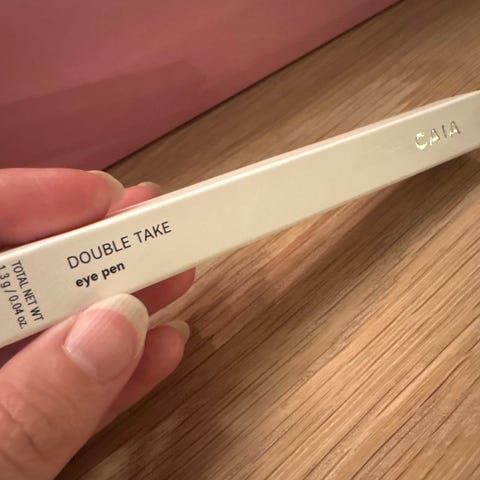 CAIA
DOUBLE TAKE
eye pen
TOTAL NET WT
1.3 g / 0.04 oz.